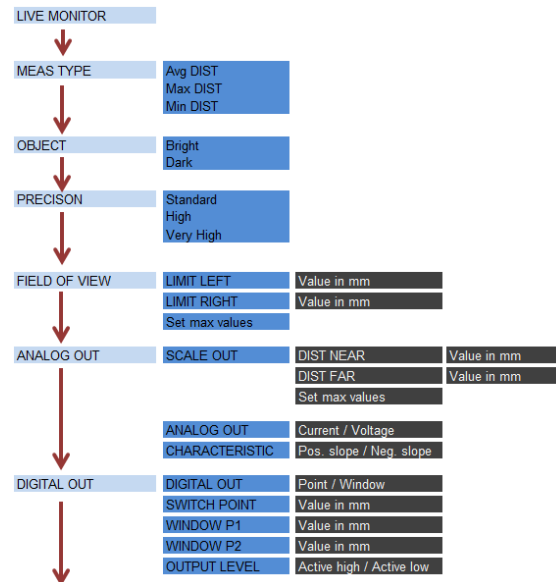 LIVE MONITOR
MEAS TYPE Avg DIST
Max DIST
Min DIST
OBJECT Bright
Dark
PRECISON Standard
High
Very High
FIELD OF VIEW LIMIT LEFT Value in mm
LIMIT RIGHT Value in mm
Set max values
ANALOG OUT SCALE OUT DIST NEAR Value in mm
DIST FAR Value in mm
Set max values
ANALOG OUT Current / Voltage
CHARACTERISTIC Pos. slope / Neg. slope
DIGITAL OUT DIGITAL OUT Point / Window
SWITCH POINT Value in mm
WINDOW P1 Value in mm
WINDOW P2 Value in mm
OUTPUT LEVEL Active high / Active low